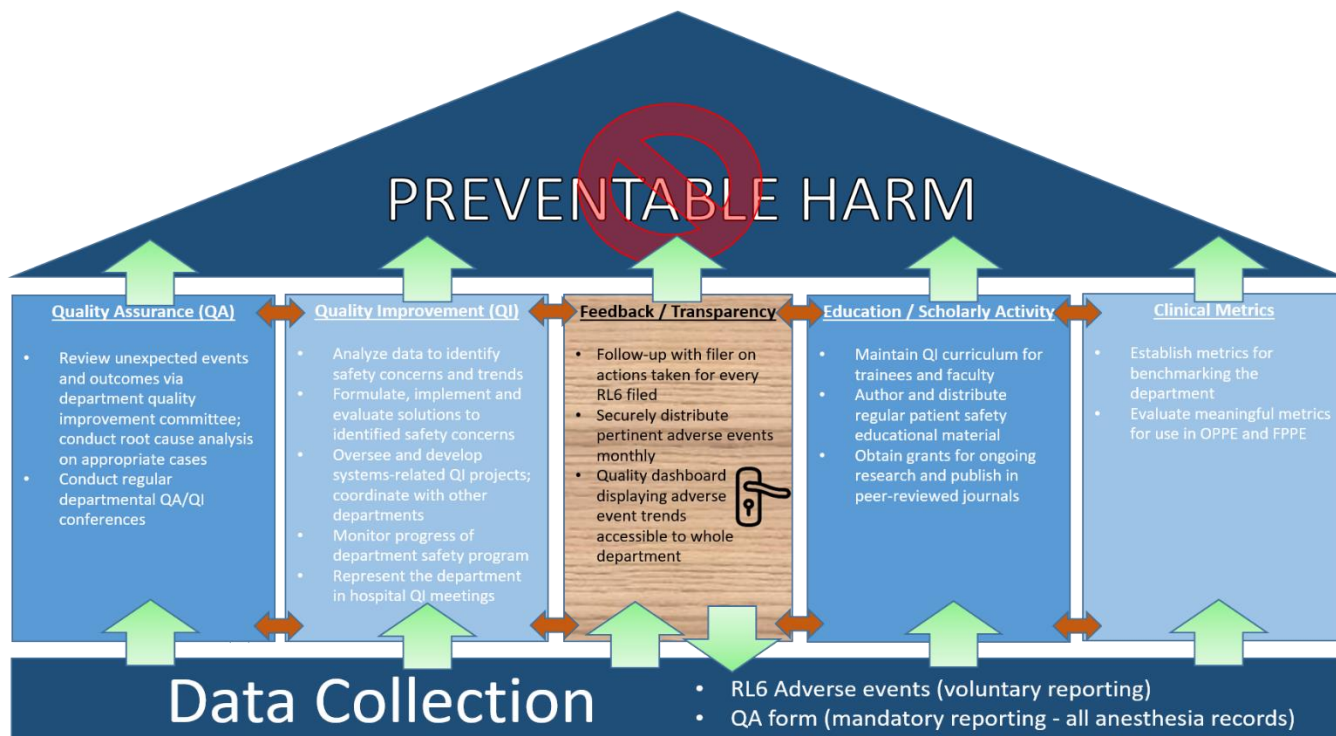 PREVENTABLE HARM
Quality Assurance (QA)
• Review unexpected events
and outcomes via
department quality
improvement committee;
conduct root cause analysis
on appropriate cases
• Conduct regular
departmental QA/QI
conferences
Quality Improvement (QI)
• Analyze data to identify
safety concerns and trends
• Formulate, implement and
evaluate solutions to
identified safety concerns
• Oversee and develop
systems-related QI projects;
coordinate with other
departments
• Monitor progress of
department safety program
• Represent the department
in hospital QI meetings
Feedback / Transparency
• Follow-up with filer on
actions taken for every
RL6 filed
• Securely distribute
pertinent adverse events
monthly
• Quality dashboard
displaying adverse
event trends
accessible to whole
department
Education / Scholarly Activity
• Maintain QI curriculum for
trainees and faculty
• Author and distribute
regular patient safety
educational material
• Obtain grants for ongoing
research and publish in
peer-reviewed journals
Clinical Metrics
• Establish metrics for
benchmarking the
department
• Evaluate meaningful metrics
for use in OPPE and FPPE
Data Collection
• RL6 Adverse events (voluntary reporting)
• QA form (mandatory reporting - all anesthesia records)